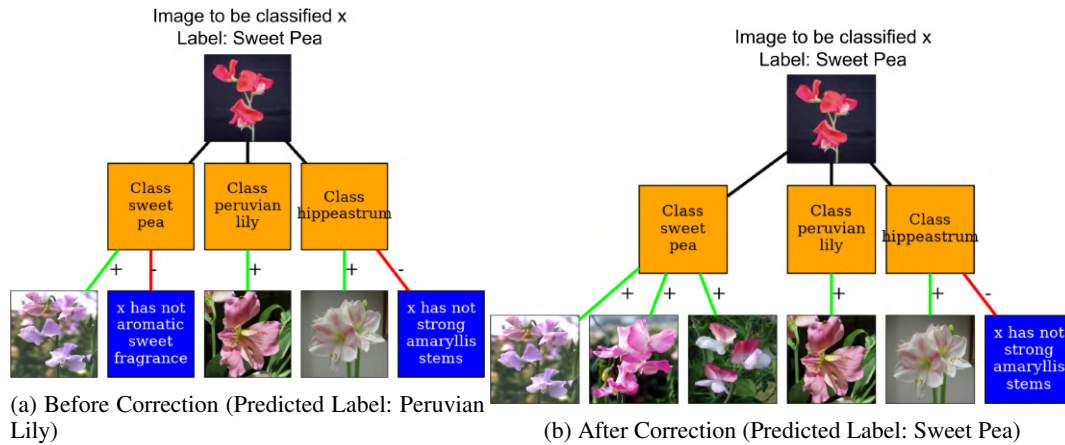 Image to be classified x
Label: Sweet Pea
Class
sweet
pea
Class
peruvian
lily
Class
hippeastrum
+
-
+
+
-
x has not
aromatic
sweet
fragrance
x has not
strong
amaryllis
stems
(a) Before Correction (Predicted Label: Peruvian
Lily)
Image to be classified x
Label: Sweet Pea
Class
sweet
pea
Class
peruvian
lily
Class
hippeastrum
+
+
+
+
+
-
x has not
strong
amaryllis
stems
(b) After Correction (Predicted Label: Sweet Pea)